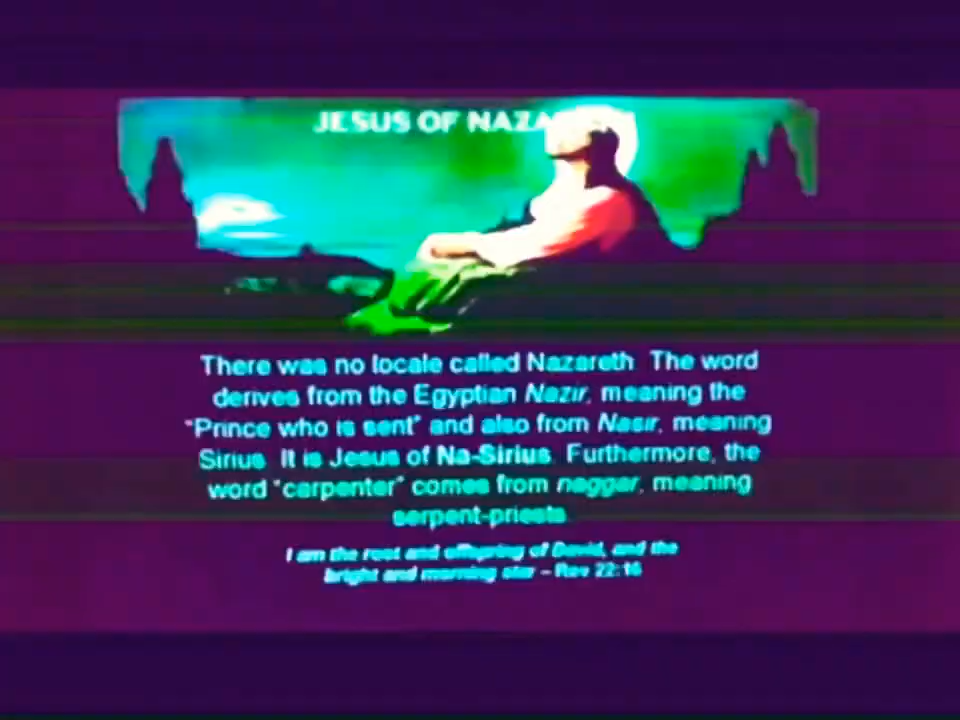 JESUS OF NAZA
There was no locale called Nazareth. The word
derives from the Egyptian Nazir, meaning the
"Prince who is sent" and also from Nasir, meaning
Sirius. It is Jesus of Na-Sirius. Furthermore, the
word "carpenter" comes from naggar, meaning
serpent-priests.
I am the root and offspring of David, and the
bright and morning star – Rev 22:16